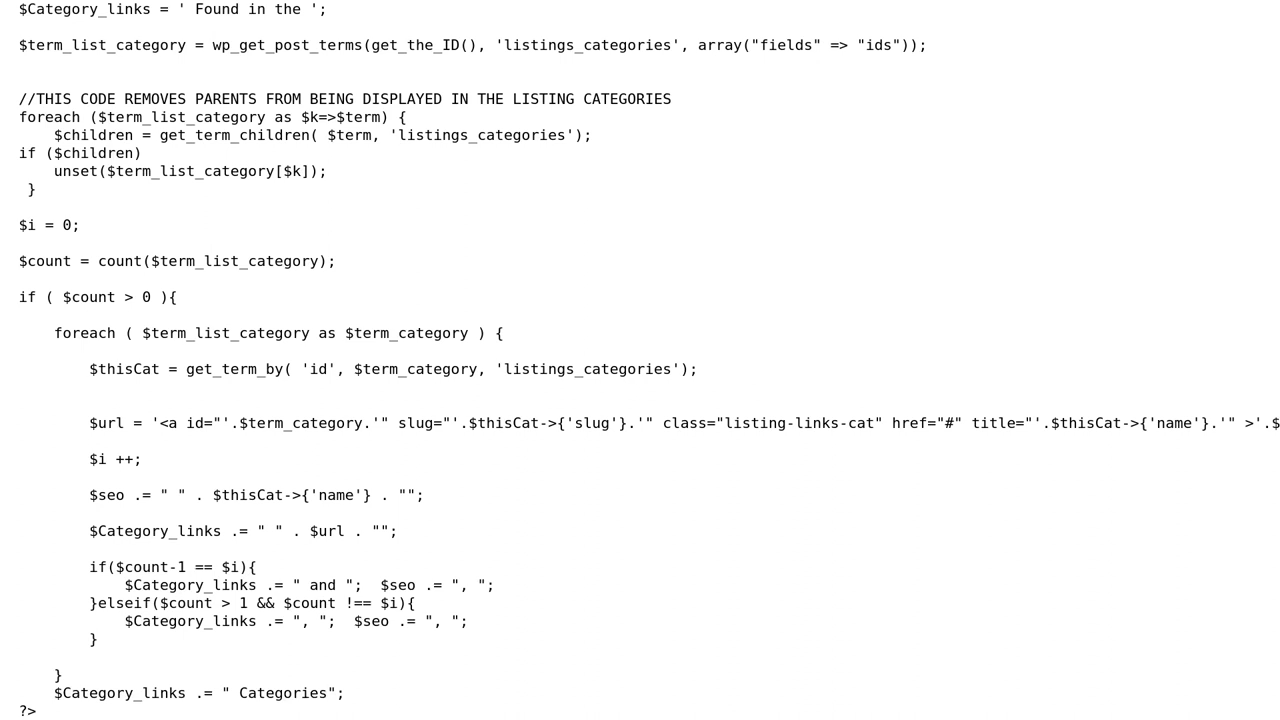 $Category_links = ' Found in the ';
$term_list_category = wp_get_post_terms(get_the_ID(), 'listings_categories', array("fields" => "ids"));
//THIS CODE REMOVES PARENTS FROM BEING DISPLAYED IN THE LISTING CATEGORIES
foreach ($term_list_category as $k=>$term) {
$children = get_term_children( $term, 'listings_categories');
if ($children)
unset($term_list_category[$k]);
}
$i = 0;
$count = count($term_list_category);
if ( $count > 0 ){
foreach ( $term_list_category as $term_category ) {
$thisCat = get_term_by( 'id', $term_category, 'listings_categories');
$url = '<a id="'.$term_category.'" slug="'.$thisCat->{'slug'}.'" class="listing-links-cat" href="#" title="'.$thisCat->{'name'}.'" >'.$
$i ++;
$seo .= " " . $thisCat->{'name'} . "";
$Category_links .= " " . $url . "";
if($count-1 == $i){
$Category_links .= " and ";  $seo .= ", ";
}elseif($count > 1 && $count !== $i){
$Category_links .= ", ";  $seo .= ", ";
}
}
$Category_links .= " Categories";
?>